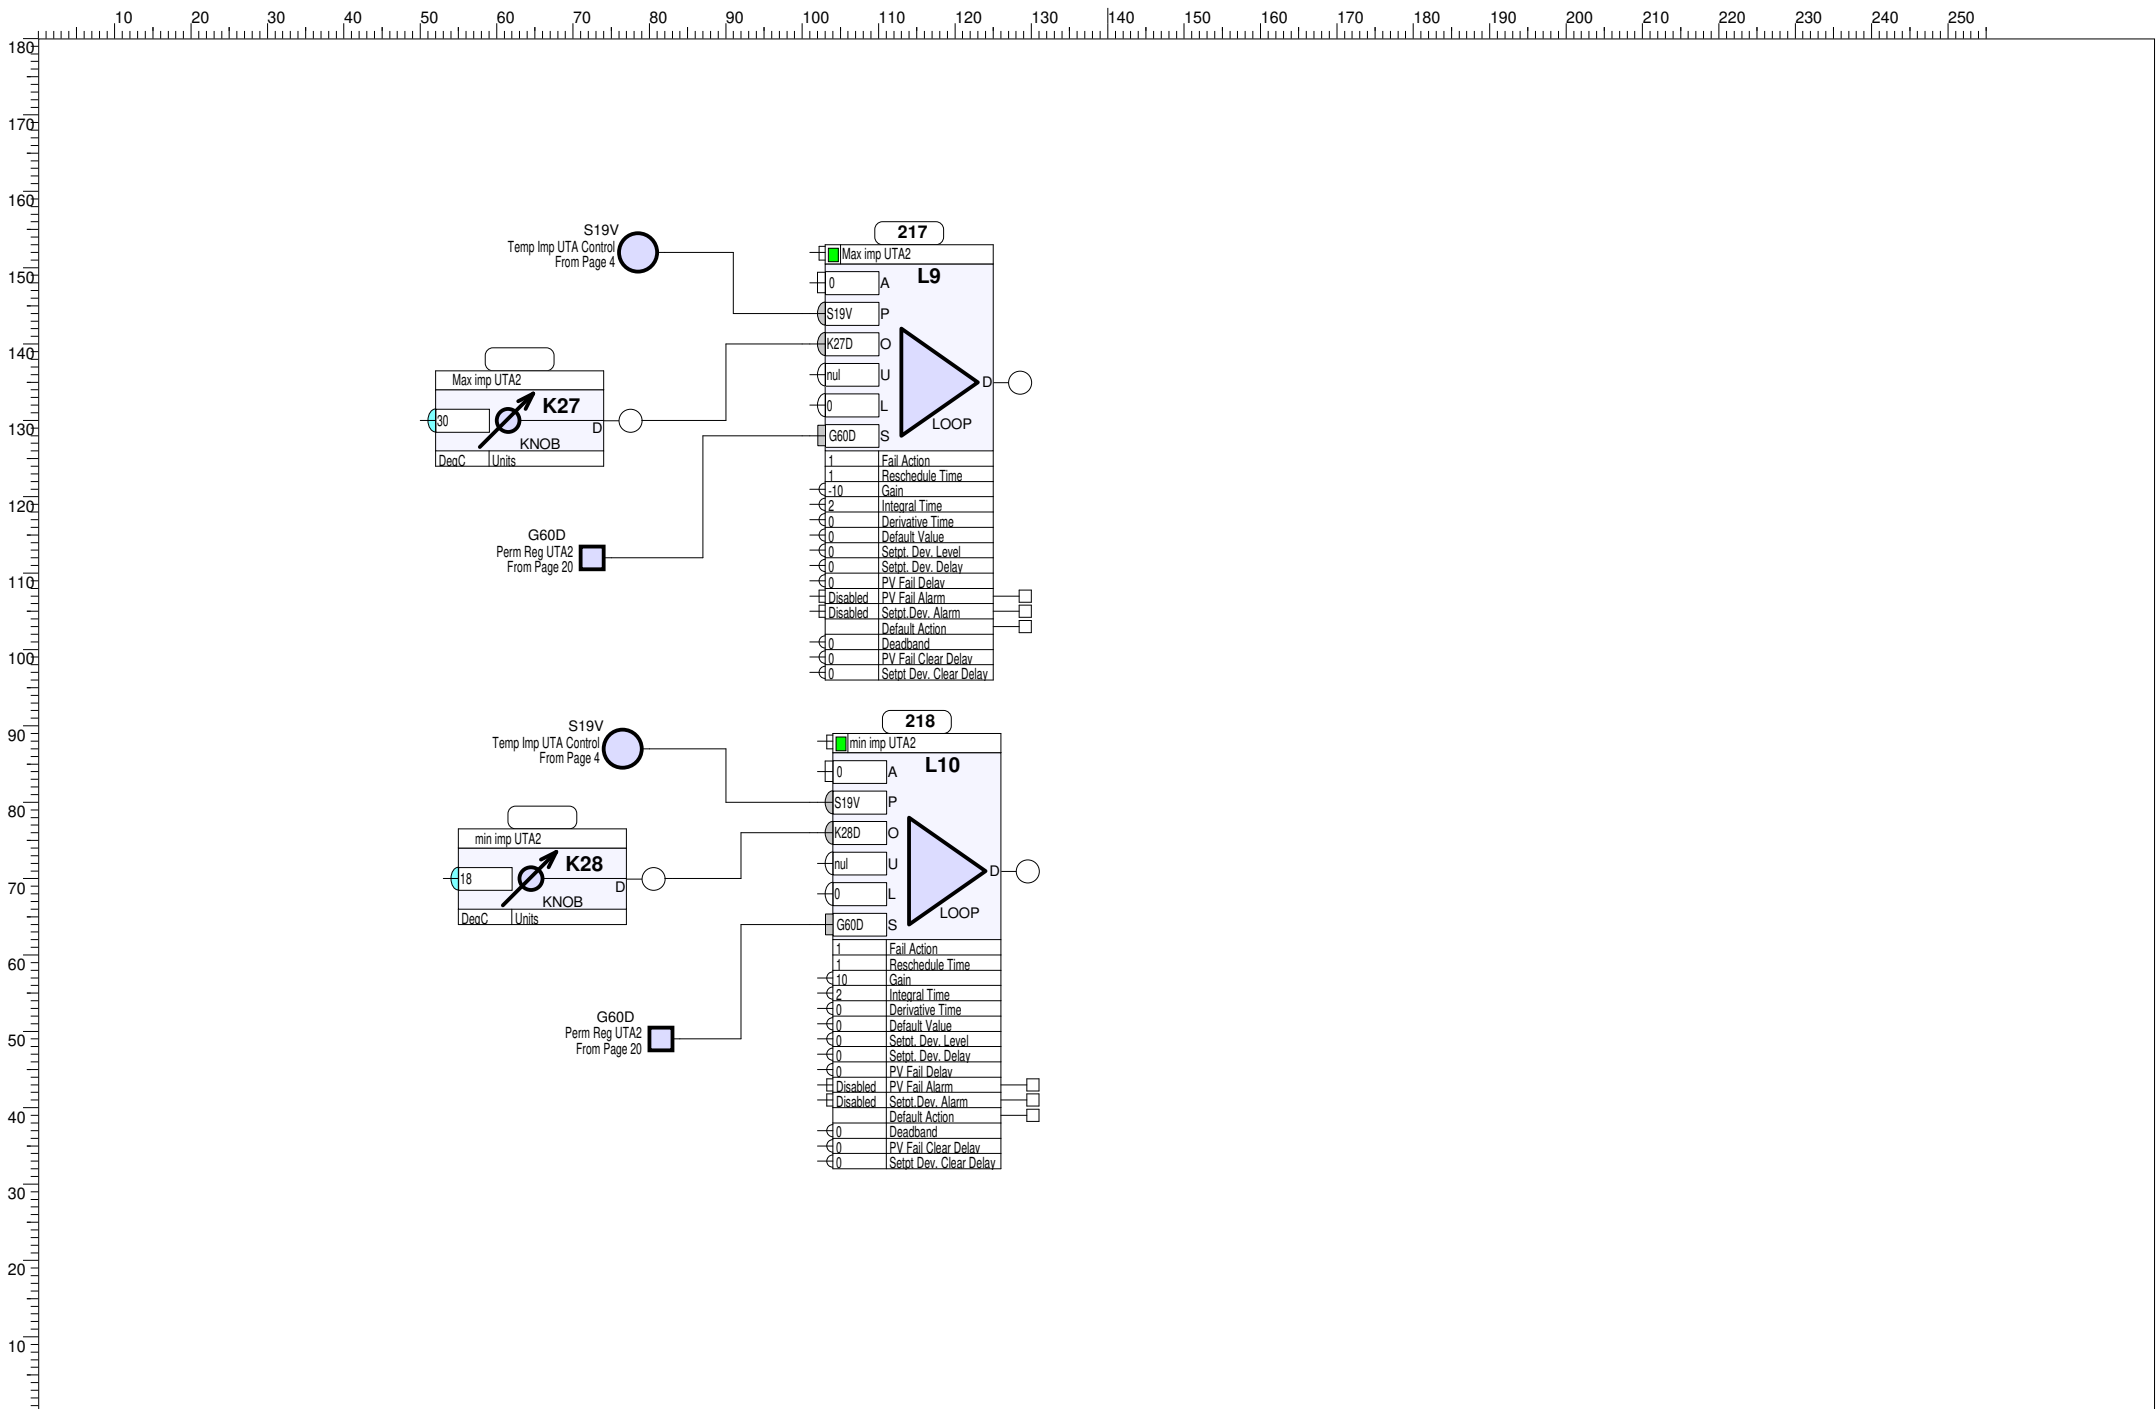 10 20 30 40 50 60 70 80 90 100 110 120 130 140 150 160 170 180 190 200 210 220 230 240 250
180
170
160
150
140
130
120
110
100
90
80
70
60
50
40
30
20
10
S19V
Temp Imp UTA Control
From Page 4
Max imp UTA2
30
K27
D
KNOB
DegC Units
G60D
Perm Reg UTA2
From Page 20
217
Max imp UTA2
L9
0 A
S19V P
K27D O
nul U
D
0 L
LOOP
G60D S
1 Fail Action
1 Reschedule Time
-10 Gain
2 Integral Time
0 Derivative Time
0 Default Value
0 Setpt. Dev. Level
0 Setpt. Dev. Delay
0 PV Fail Delay
Disabled PV Fail Alarm
Disabled Setpt.Dev. Alarm
Default Action
0 Deadband
0 PV Fail Clear Delay
0 Setpt Dev. Clear Delay
S19V
Temp Imp UTA Control
From Page 4
min imp UTA2
18
K28
D
KNOB
DegC Units
G60D
Perm Reg UTA2
From Page 20
218
min imp UTA2
L10
0 A
S19V P
K28D O
nul U
D
0 L
LOOP
G60D S
1 Fail Action
1 Reschedule Time
10 Gain
2 Integral Time
0 Derivative Time
0 Default Value
0 Setpt. Dev. Level
0 Setpt. Dev. Delay
0 PV Fail Delay
Disabled PV Fail Alarm
Disabled Setpt.Dev. Alarm
Default Action
0 Deadband
0 PV Fail Clear Delay
0 Setpt Dev. Clear Delay